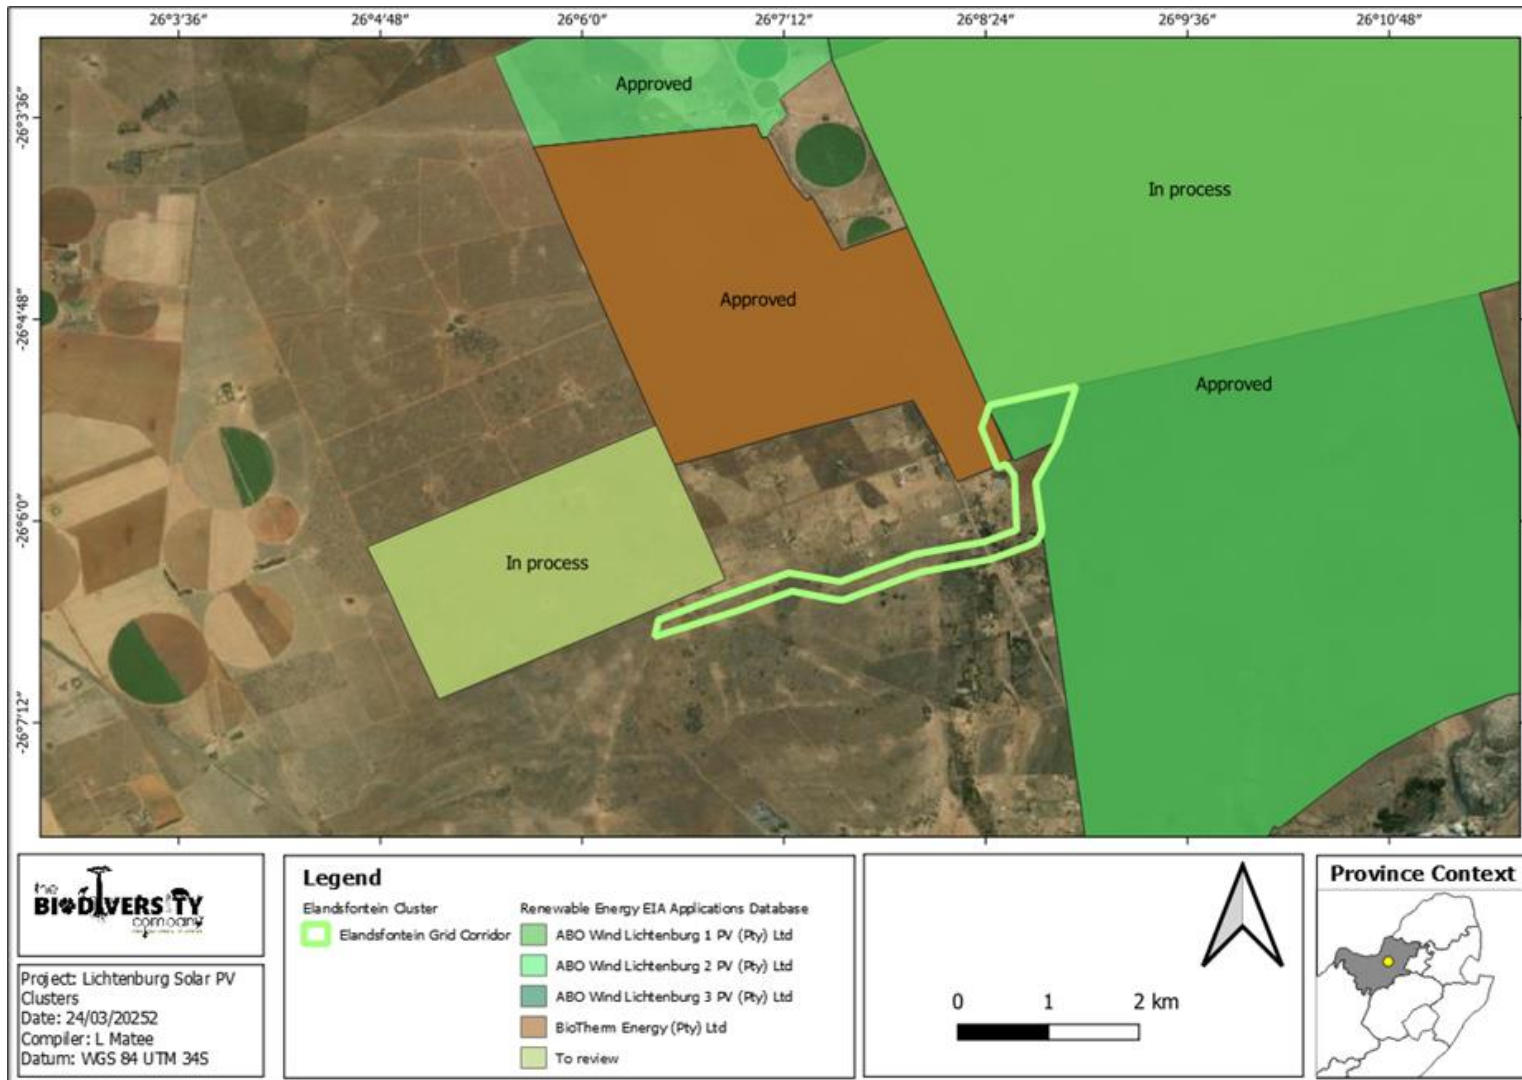 26°3'36"
26°4'48"
26°6'0"
26°7'12"
26°8'24"
26°9'36"
26°10'48"
-26°3'36"
-26°4'48"
-26°6'0"
-26°7'12"
Approved
In process
Approved
Approved
In process
the
BIODIVERSITY
company
Project: Lichtenburg Solar PV
Clusters
Date: 24/03/20252
Compiler: L Matee
Datum: WGS 84 UTM 34S
Legend
Elandsfontein Cluster
Elandsfontein Grid Corridor
Renewable Energy EIA Applications Database
ABO Wind Lichtenburg 1 PV (Pty) Ltd
ABO Wind Lichtenburg 2 PV (Pty) Ltd
ABO Wind Lichtenburg 3 PV (Pty) Ltd
BioTherm Energy (Pty) Ltd
To review
0 1 2 km
Province Context